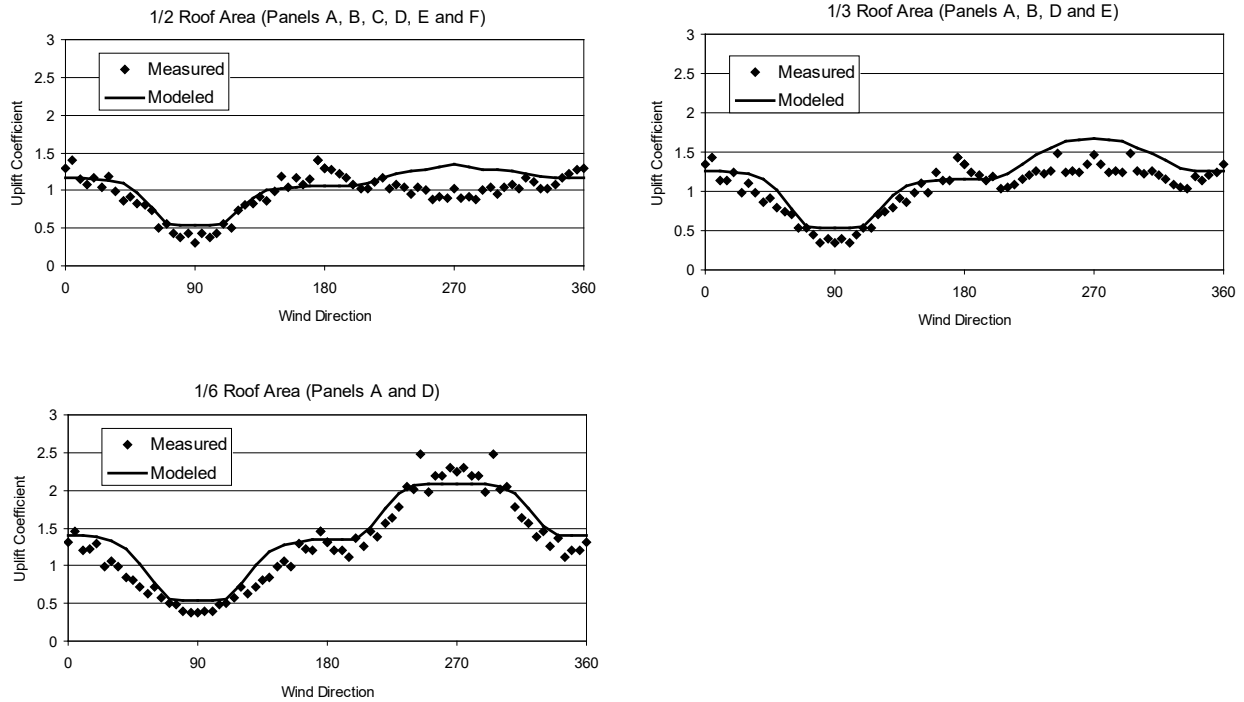 1/2 Roof Area (Panels A, B, C, D, E and F)
3
2.5
2
1.5
1
0.5
0
Uplift Coefficient
Measured
Modeled
0 90 180 270 360
Wind Direction
1/3 Roof Area (Panels A, B, D and E)
3
2.5
2
1.5
1
0.5
0
Uplift Coefficient
Measured
Modeled
0 90 180 270 360
Wind Direction
1/6 Roof Area (Panels A and D)
3
2.5
2
1.5
1
0.5
0
Uplift Coefficient
Measured
Modeled
0 90 180 270 360
Wind Direction